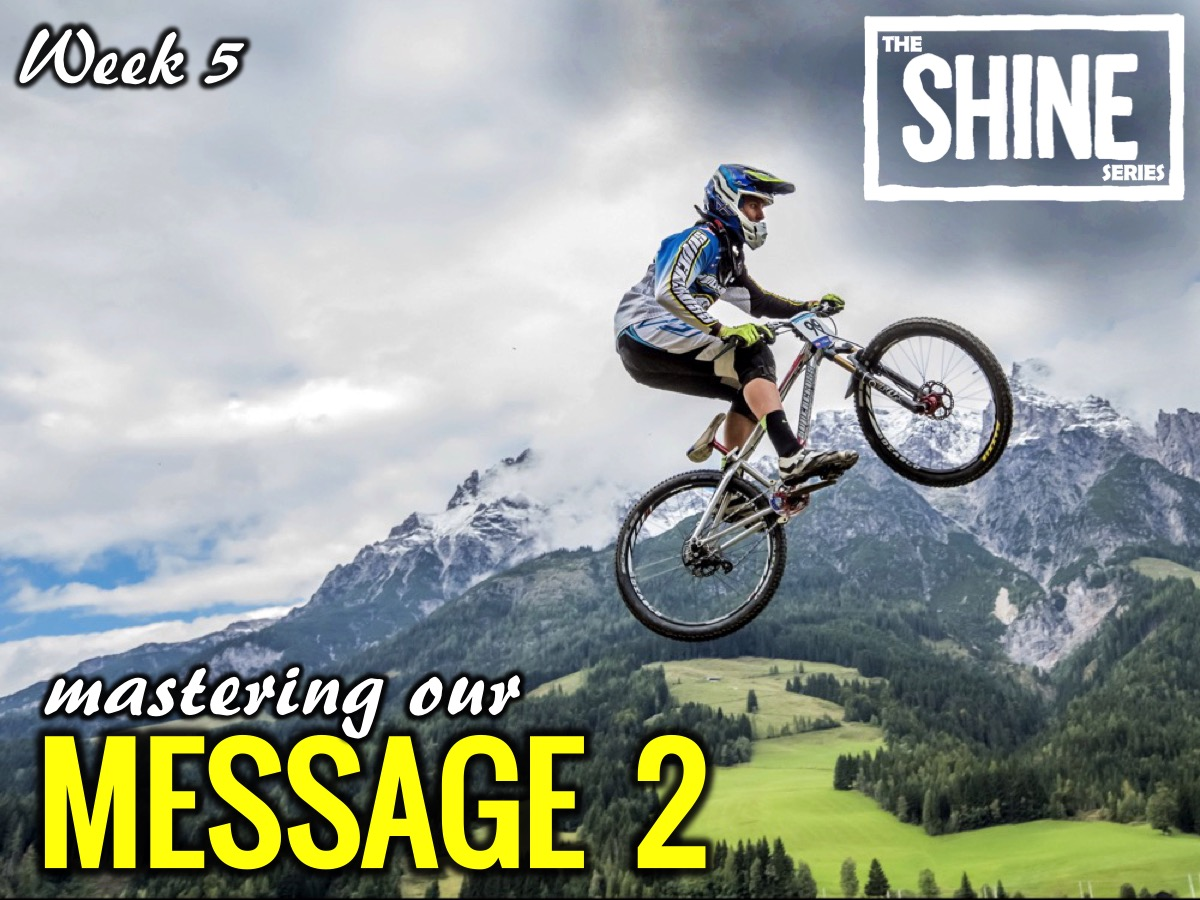 Week 5
THE
SHINE
SERIES
mastering our
MESSAGE 2